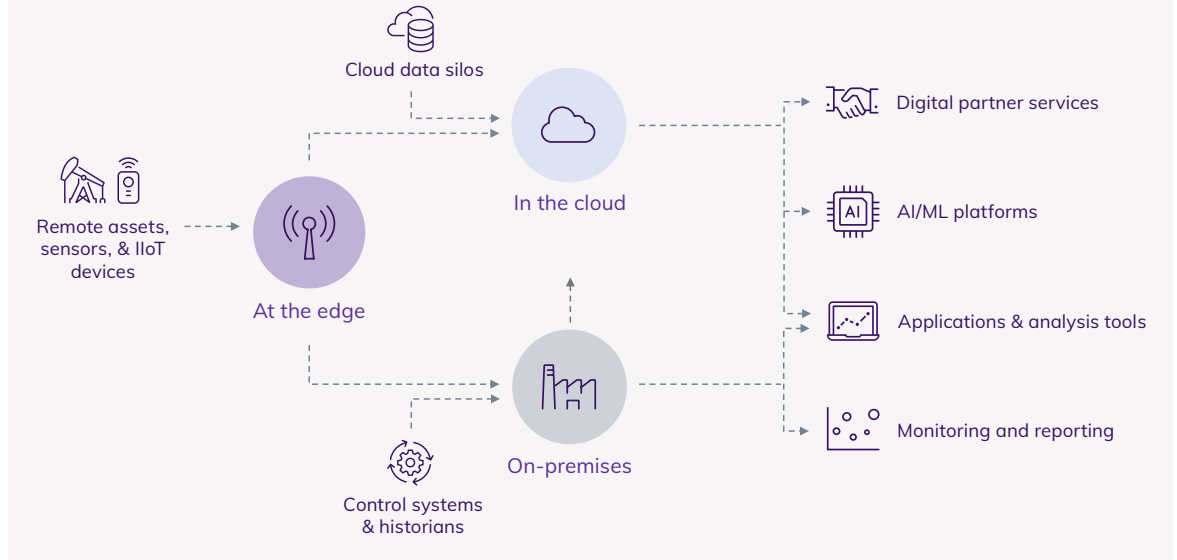 Cloud data silos
Digital partner services
In the cloud
AI
AI/ML platforms
Remote assets,
sensors, & IIoT
devices
At the edge
Applications & analysis tools
On-premises
Monitoring and reporting
Control systems
& historians